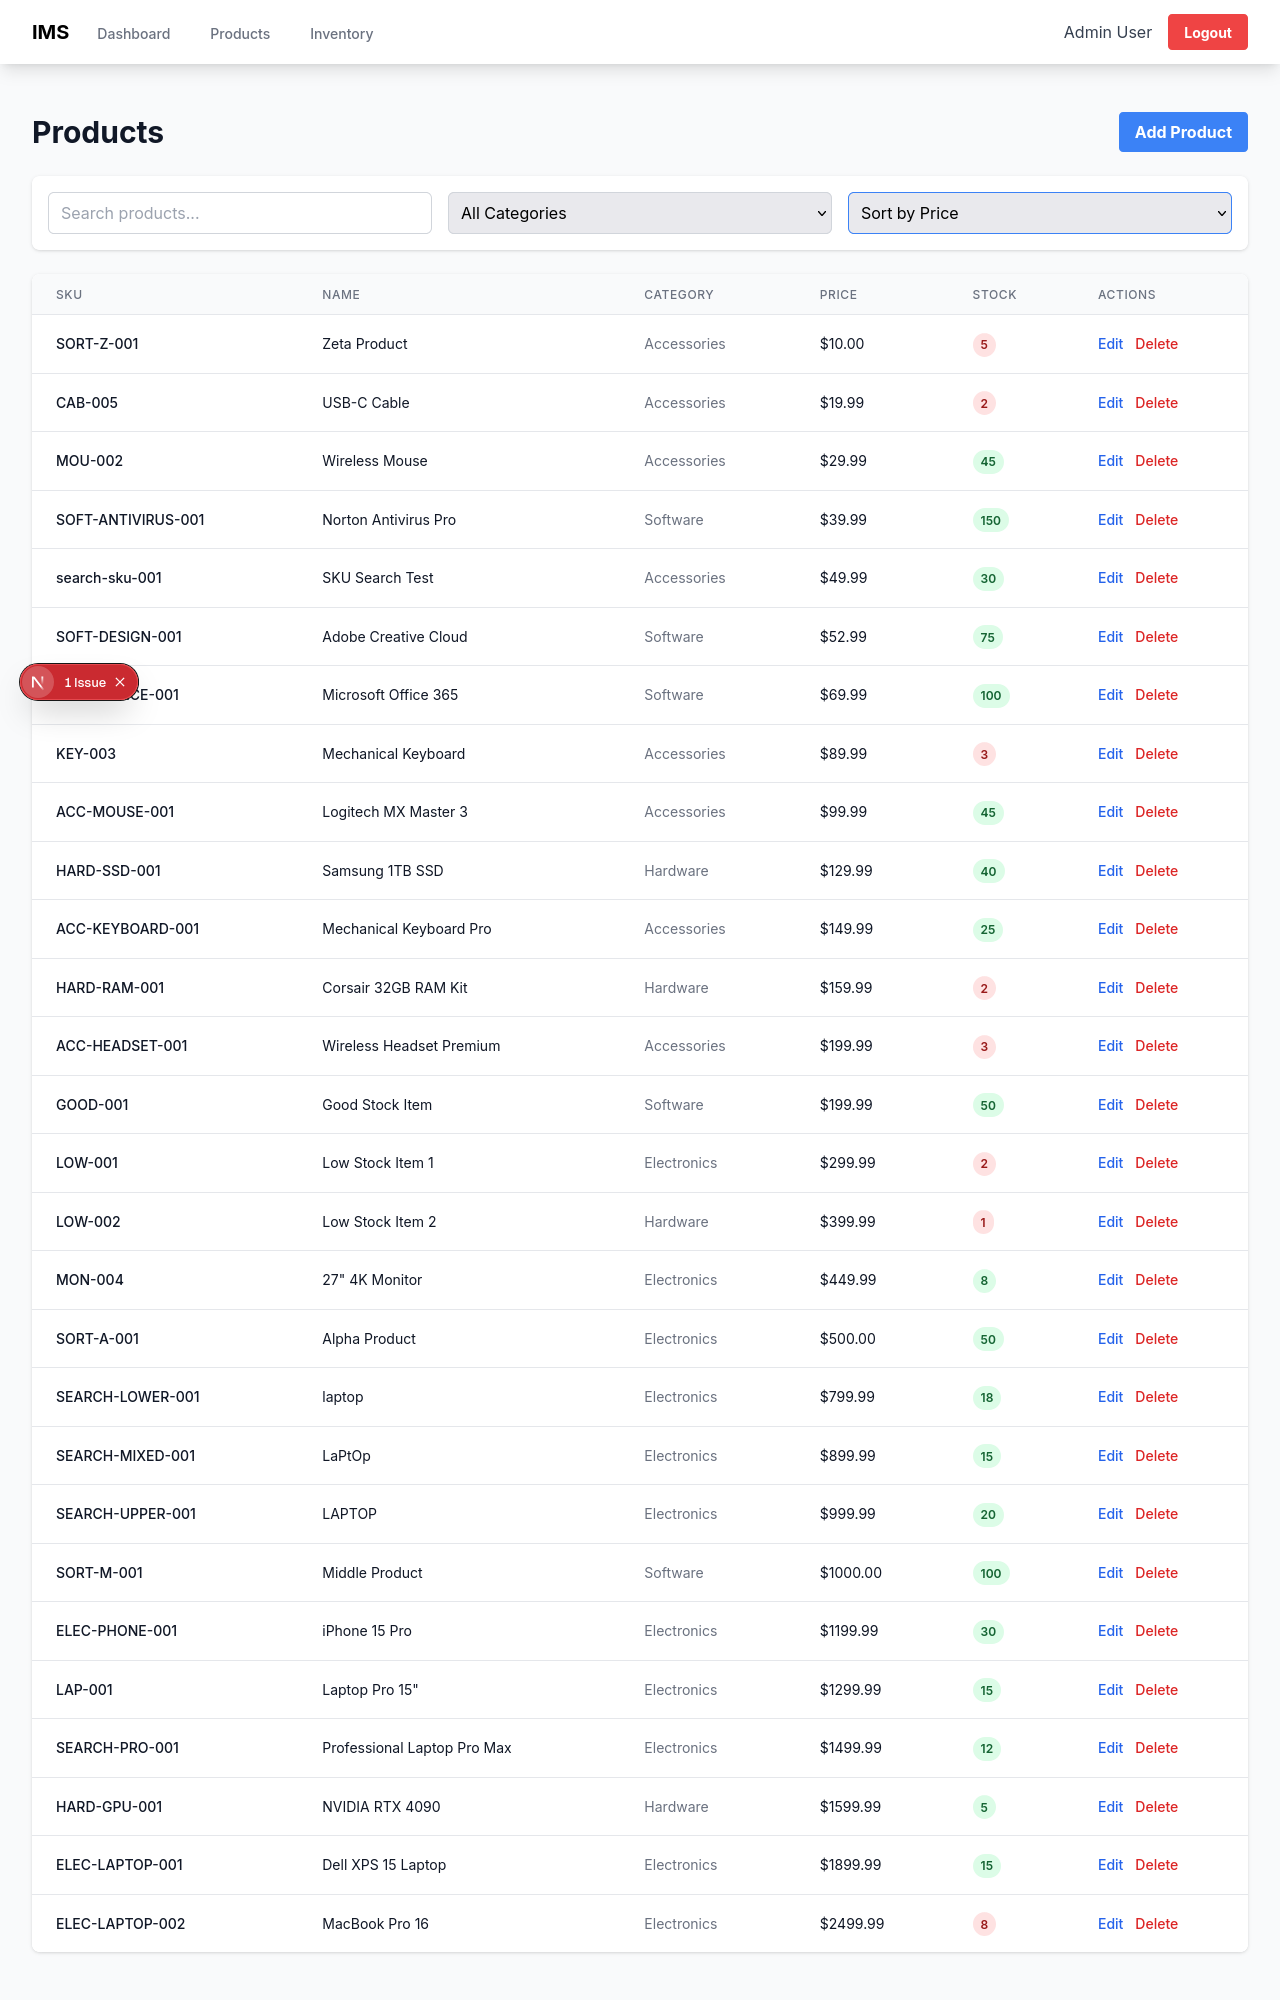 IMS Dashboard Products Inventory Admin User Logout
Products Add Product
Search products... All Categories Sort by Price
SKU NAME CATEGORY PRICE STOCK ACTIONS
SORT-Z-001 Zeta Product Accessories $10.00 5 Edit Delete
CAB-005 USB-C Cable Accessories $19.99 2 Edit Delete
MOU-002 Wireless Mouse Accessories $29.99 45 Edit Delete
SOFT-ANTIVIRUS-001 Norton Antivirus Pro Software $39.99 150 Edit Delete
search-sku-001 SKU Search Test Accessories $49.99 30 Edit Delete
SOFT-DESIGN-001 Adobe Creative Cloud Software $52.99 75 Edit Delete
N 1 Issue CE-001 Microsoft Office 365 Software $69.99 100 Edit Delete
KEY-003 Mechanical Keyboard Accessories $89.99 3 Edit Delete
ACC-MOUSE-001 Logitech MX Master 3 Accessories $99.99 45 Edit Delete
HARD-SSD-001 Samsung 1TB SSD Hardware $129.99 40 Edit Delete
ACC-KEYBOARD-001 Mechanical Keyboard Pro Accessories $149.99 25 Edit Delete
HARD-RAM-001 Corsair 32GB RAM Kit Hardware $159.99 2 Edit Delete
ACC-HEADSET-001 Wireless Headset Premium Accessories $199.99 3 Edit Delete
GOOD-001 Good Stock Item Software $199.99 50 Edit Delete
LOW-001 Low Stock Item 1 Electronics $299.99 2 Edit Delete
LOW-002 Low Stock Item 2 Hardware $399.99 1 Edit Delete
MON-004 27" 4K Monitor Electronics $449.99 8 Edit Delete
SORT-A-001 Alpha Product Electronics $500.00 50 Edit Delete
SEARCH-LOWER-001 laptop Electronics $799.99 18 Edit Delete
SEARCH-MIXED-001 LaPtOp Electronics $899.99 15 Edit Delete
SEARCH-UPPER-001 LAPTOP Electronics $999.99 20 Edit Delete
SORT-M-001 Middle Product Software $1000.00 100 Edit Delete
ELEC-PHONE-001 iPhone 15 Pro Electronics $1199.99 30 Edit Delete
LAP-001 Laptop Pro 15" Electronics $1299.99 15 Edit Delete
SEARCH-PRO-001 Professional Laptop Pro Max Electronics $1499.99 12 Edit Delete
HARD-GPU-001 NVIDIA RTX 4090 Hardware $1599.99 5 Edit Delete
ELEC-LAPTOP-001 Dell XPS 15 Laptop Electronics $1899.99 15 Edit Delete
ELEC-LAPTOP-002 MacBook Pro 16 Electronics $2499.99 8 Edit Delete